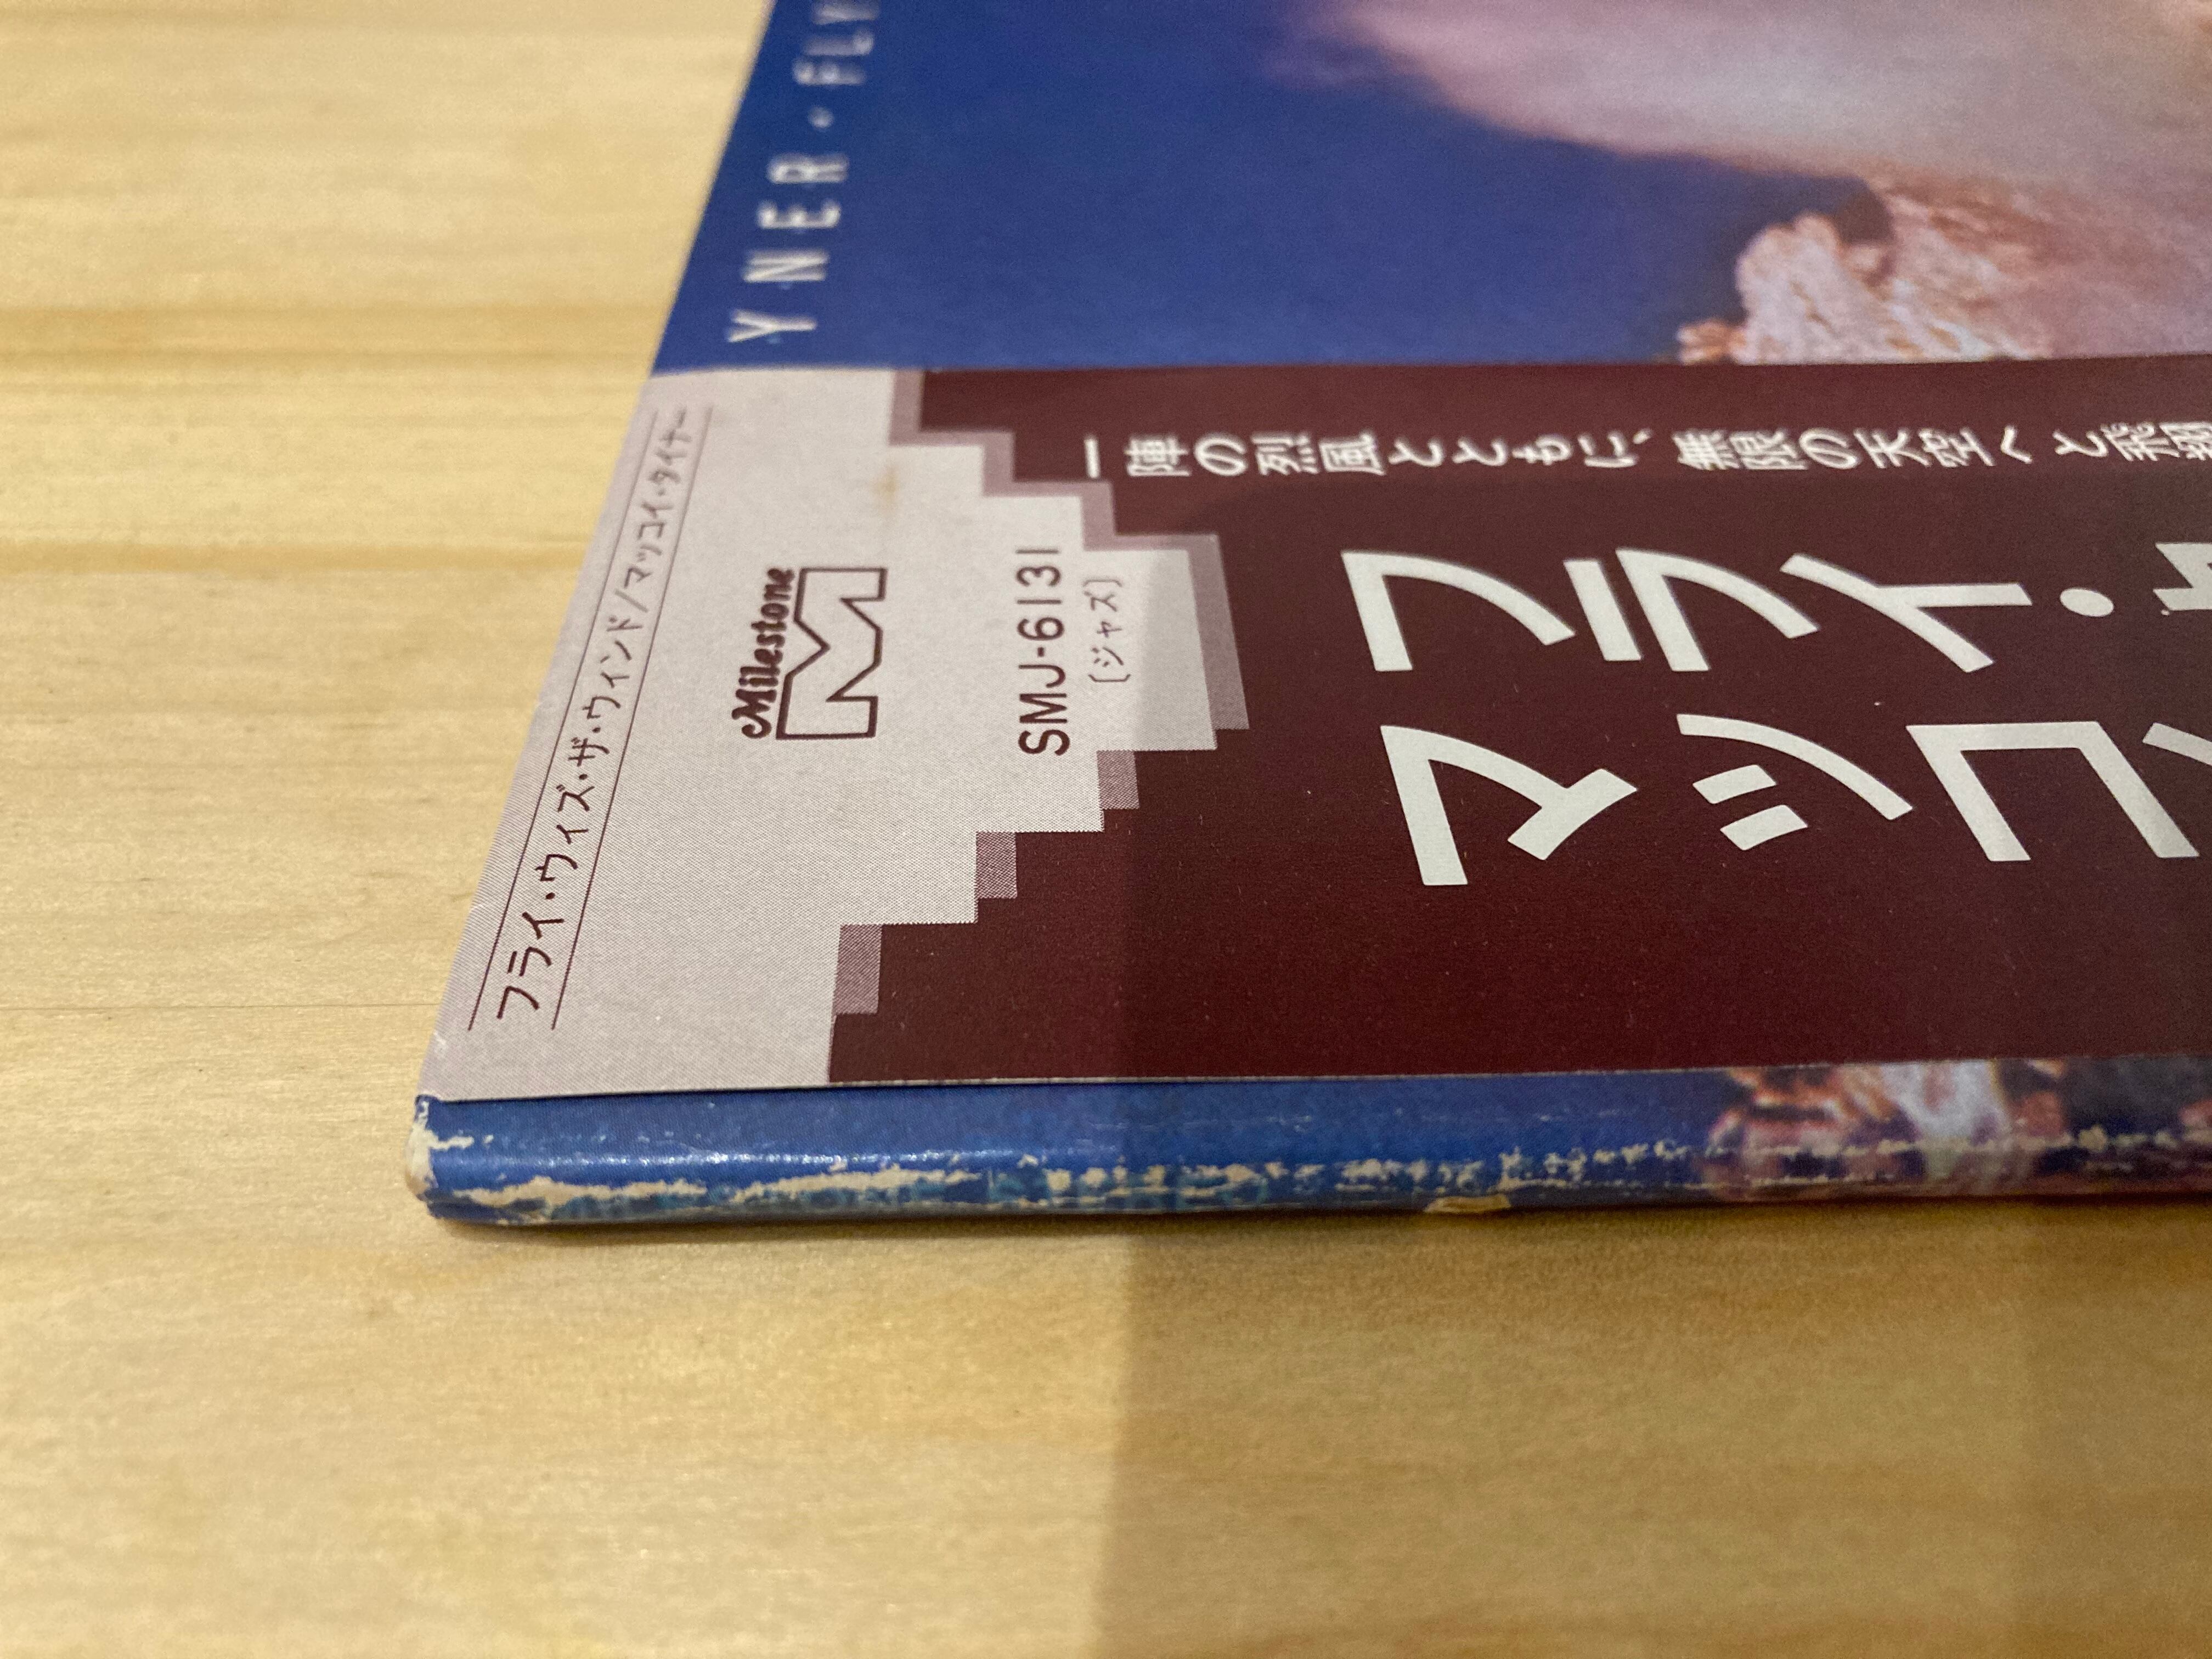 YNER・FLY
フライ・ウィズ・ザ・ウィンド/マッコイ・タイナー
Milestone
SMJ-6131
〔ジャズ〕
一陣の烈風とともに、無限の天空へと飛翔
フライ・
マッコ